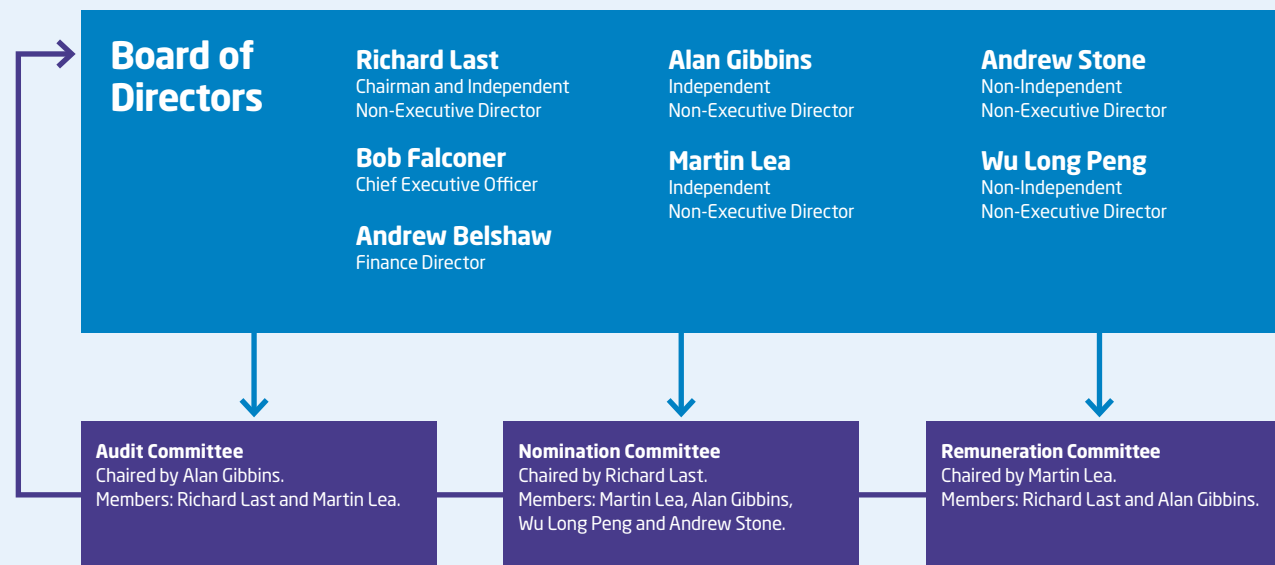 Board of
Directors
Richard Last
Chairman and Independent
Non-Executive Director
Bob Falconer
Chief Executive Officer
Andrew Belshaw
Finance Director
Alan Gibbins
Independent
Non-Executive Director
Martin Lea
Independent
Non-Executive Director
Andrew Stone
Non-Independent
Non-Executive Director
Wu Long Peng
Non-Independent
Non-Executive Director
Audit Committee
Chaired by Alan Gibbins.
Members: Richard Last and Martin Lea.
Nomination Committee
Chaired by Richard Last.
Members: Martin Lea, Alan Gibbins,
Wu Long Peng and Andrew Stone.
Remuneration Committee
Chaired by Martin Lea.
Members: Richard Last and Alan Gibbins.